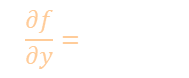 ∂f/∂y =